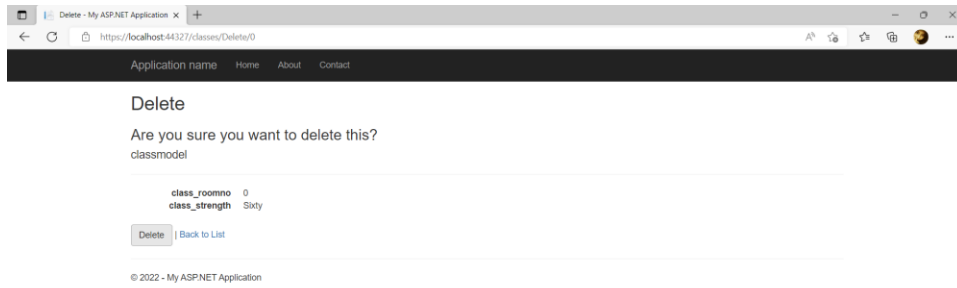 Delete - My ASP.NET Application
https://localhost:44327/classes/Delete/0
Application name Home About Contact
Delete
Are you sure you want to delete this?
classmodel
class_roomno 0
class_strength Sixty
Delete | Back to List
© 2022 - My ASP.NET Application